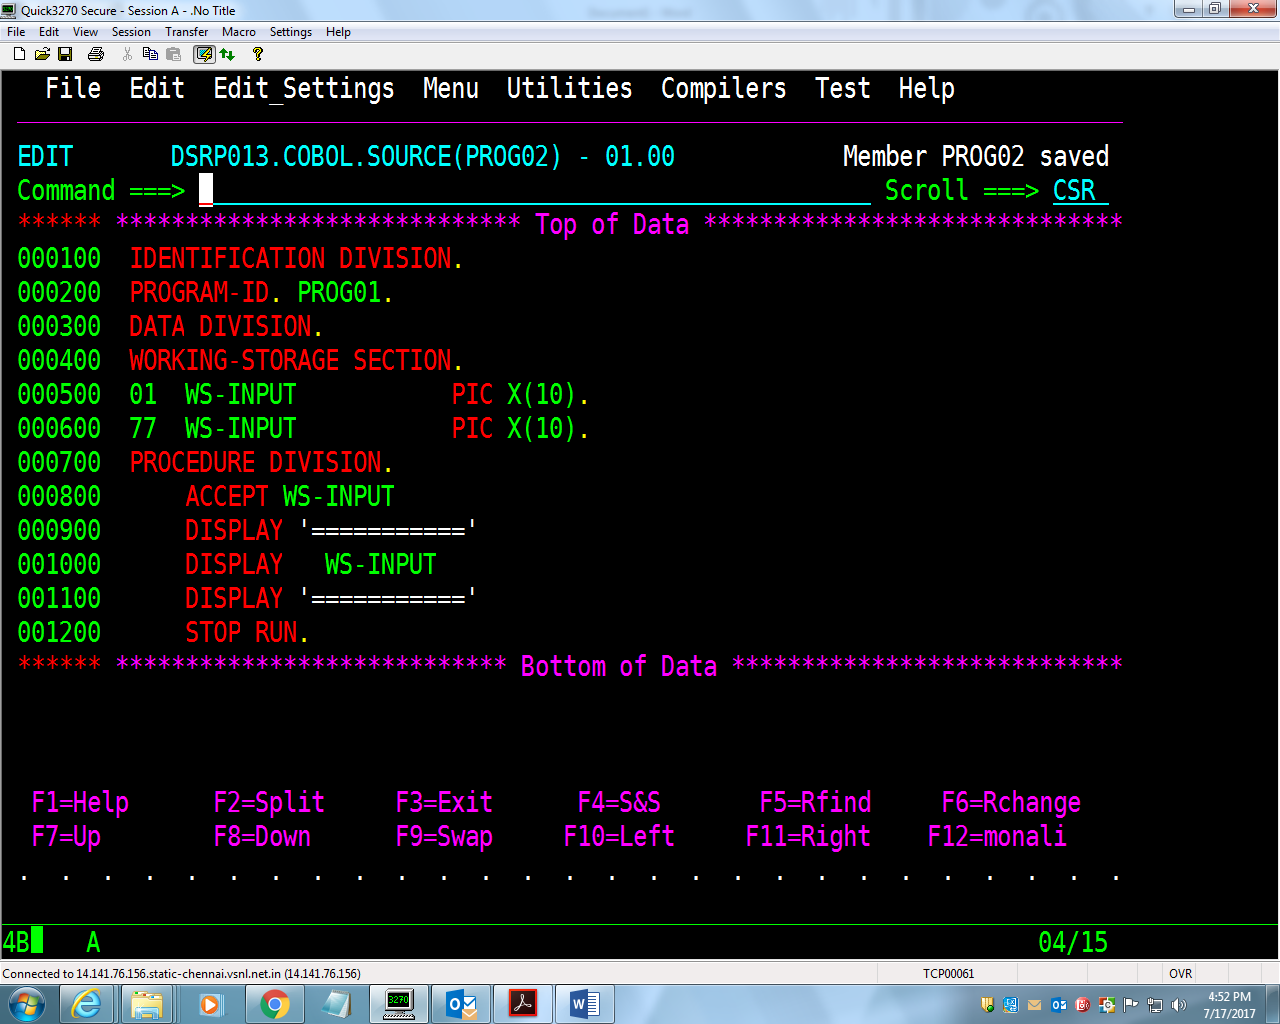 Quick3270 Secure - Session A - .No Title
File Edit View Session Transfer Macro Settings Help
File Edit Edit_Settings Menu Utilities Compilers Test Help
EDIT DSRP013.COBOL.SOURCE(PROG02) - 01.00 Member PROG02 saved
Command ===> Scroll ===> CSR
****** ***************************** Top of Data ******************************
000100 IDENTIFICATION DIVISION.
000200 PROGRAM-ID. PROG01.
000300 DATA DIVISION.
000400 WORKING-STORAGE SECTION.
000500 01 WS-INPUT PIC X(10).
000600 77 WS-INPUT PIC X(10).
000700 PROCEDURE DIVISION.
000800 ACCEPT WS-INPUT
000900 DISPLAY '==========='
001000 DISPLAY WS-INPUT
001100 DISPLAY '==========='
001200 STOP RUN.
****** **************************** Bottom of Data ****************************
F1=Help F2=Split F3=Exit F4=S&S F5=Rfind F6=Rchange
F7=Up F8=Down F9=Swap F10=Left F11=Right F12=monali
. . . . . . . . . . . . . . . . . . . . . . . . . . .
4B A 04/15
Connected to 14.141.76.156.static-chennai.vsnl.net.in (14.141.76.156) TCP00061 OVR
3270
4:52 PM
7/17/2017